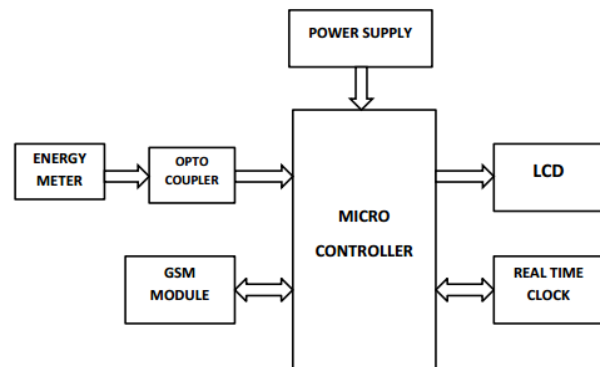 POWER SUPPLY
ENERGY
METER
OPTO
COUPLER
MICRO
CONTROLLER
LCD
GSM
MODULE
REAL TIME
CLOCK